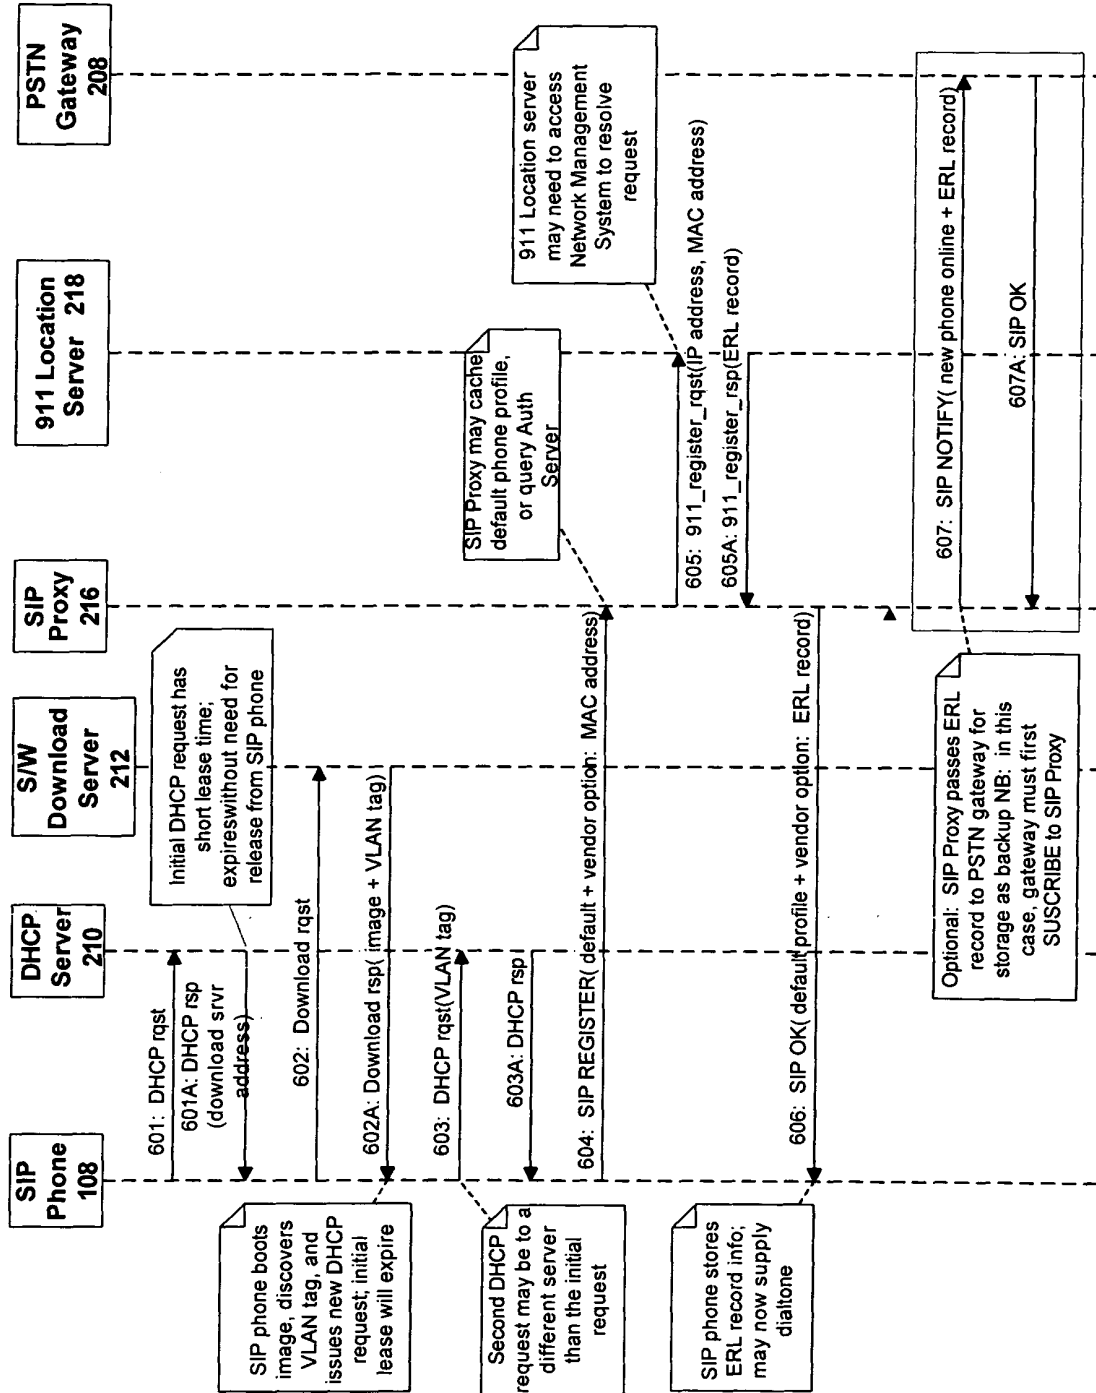 SIP
Phone
108
DHCP
Server
210
S/W
Download
Server
212
SIP
Proxy
216
911 Location
Server 218
PSTN
Gateway
208
601: DHCP rqst
601A: DHCP rsp
(download srvr
address)
Initial DHCP request has
short lease time;
expireswithout need for
release from SIP phone
602: Download rqst
602A: Download rsp( image + VLAN tag)
SIP phone boots
image, discovers
VLAN tag, and
issues new DHCP
request; initial
lease will expire
603: DHCP rqst(VLAN tag)
603A: DHCP rsp
Second DHCP
request may be to a
different server
than the initial
request
604: SIP REGISTER( default + vendor option: MAC address)
SIP Proxy may cache
default phone profile,
or query Auth
Server
911 Location server
may need to access
Network Management
System to resolve
request
605: 911_register_rqst(IP address, MAC address)
605A: 911_register_rsp(ERL record)
606: SIP OK( default profile + vendor option: ERL record)
SIP phone stores
ERL record info;
may now supply
dialtone
607: SIP NOTIFY( new phone online + ERL record)
607A: SIP OK
Optional: SIP Proxy passes ERL
record to PSTN gateway for
storage as backup NB: in this
case, gateway must first
SUSCRIBE to SIP Proxy